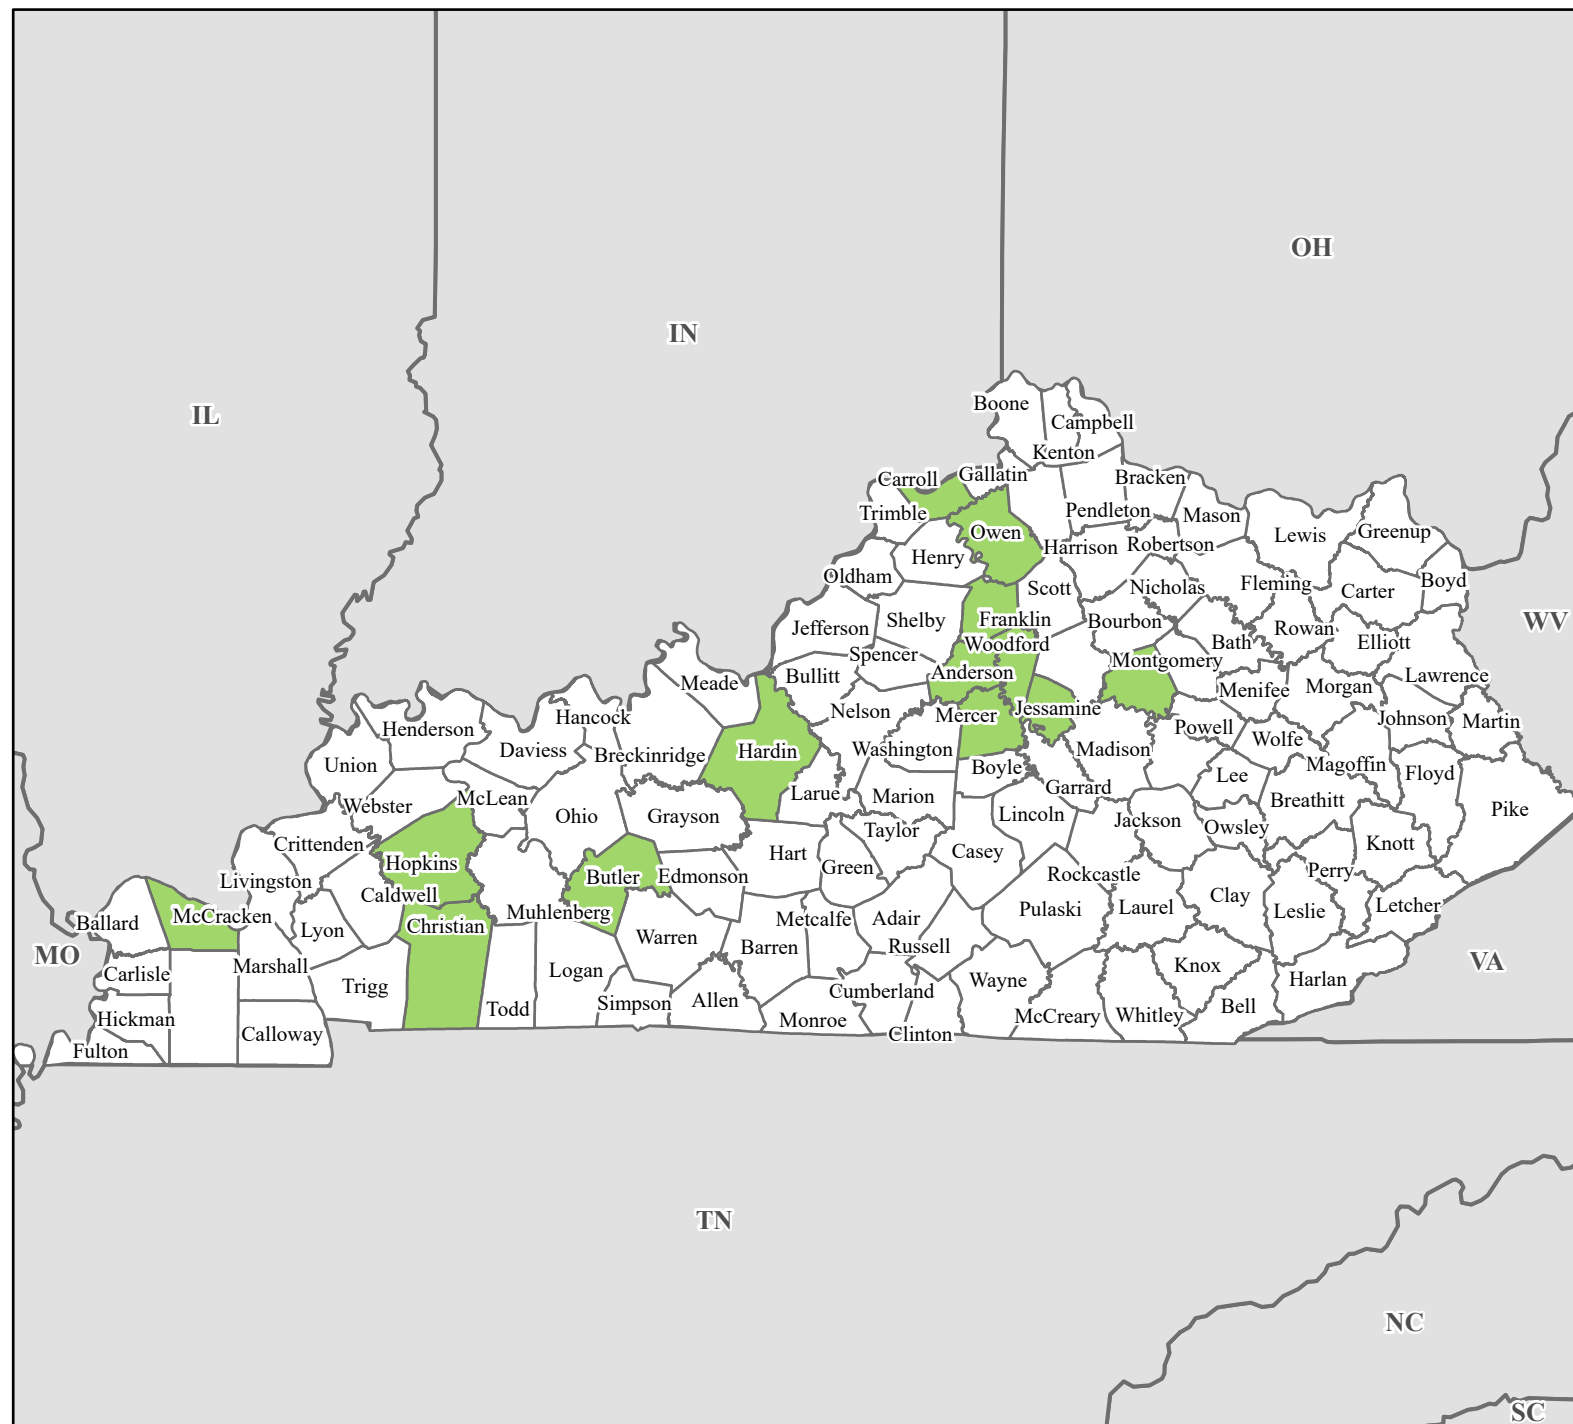 OH
IN
IL
Boone
Campbell
Kenton
Carroll
Gallatin
Bracken
Trimble
Pendleton
Mason
Owen
Lewis
Greenup
Henry
Harrison
Robertson
Oldham
Scott
Nicholas
Fleming
Carter
Boyd
Jefferson
Shelby
Franklin
Bourbon
WV
Woodford
Bath
Rowan
Elliott
Spencer
Anderson
Montgomery
Bullitt
Meade
Menifee
Morgan
Lawrence
Nelson
Mercer
Jessamine
Hancock
Henderson
Powell
Johnson
Martin
Daviess
Breckinridge
Hardin
Washington
Madison
Wolfe
Union
Boyle
Lee
Magoffin
Floyd
Webster
McLean
Larue
Marion
Garrard
Breathitt
Pike
Ohio
Grayson
Lincoln
Jackson
Owsley
Crittenden
Taylor
Knott
Hart
Casey
Hopkins
Green
Rockcastle
Perry
Livingston
Butler
Edmonson
Caldwell
Clay
McCracken
Muhlenberg
Pulaski
Laurel
Leslie
Letcher
Ballard
Christian
Metcalfe
Adair
Lyon
Warren
Barren
Russell
MO
VA
Carlisle
Marshall
Logan
Knox
Harlan
Trigg
Wayne
Cumberland
Todd
Simpson
Allen
Hickman
McCreary
Whitley
Bell
Monroe
Calloway
Clinton
Fulton
TN
NC
SC